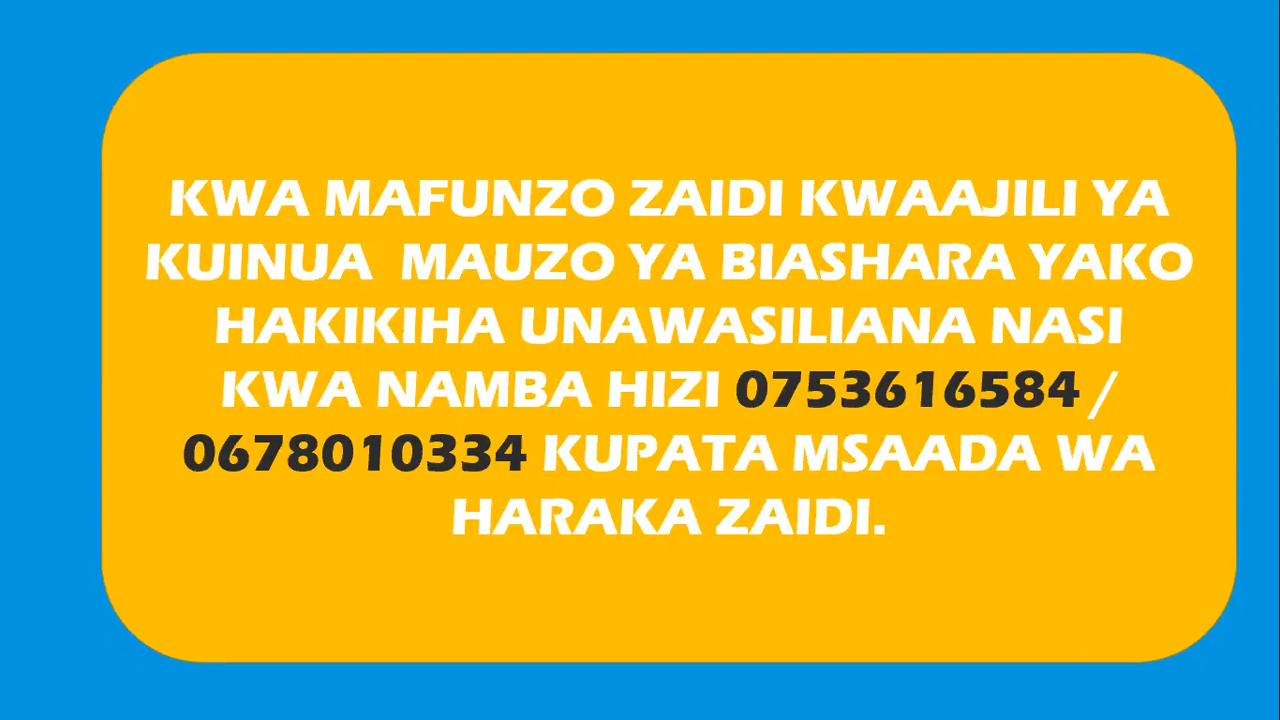 KWA MAFUNZO ZAIDI KWAAJILI YA
KUINUA MAUZO YA BIASHARA YAKO
HAKIKIHA UNAWASILIANA NASI
KWA NAMBA HIZI 0753616584 /
0678010334 KUPATA MSAADA WA
HARAKA ZAIDI.